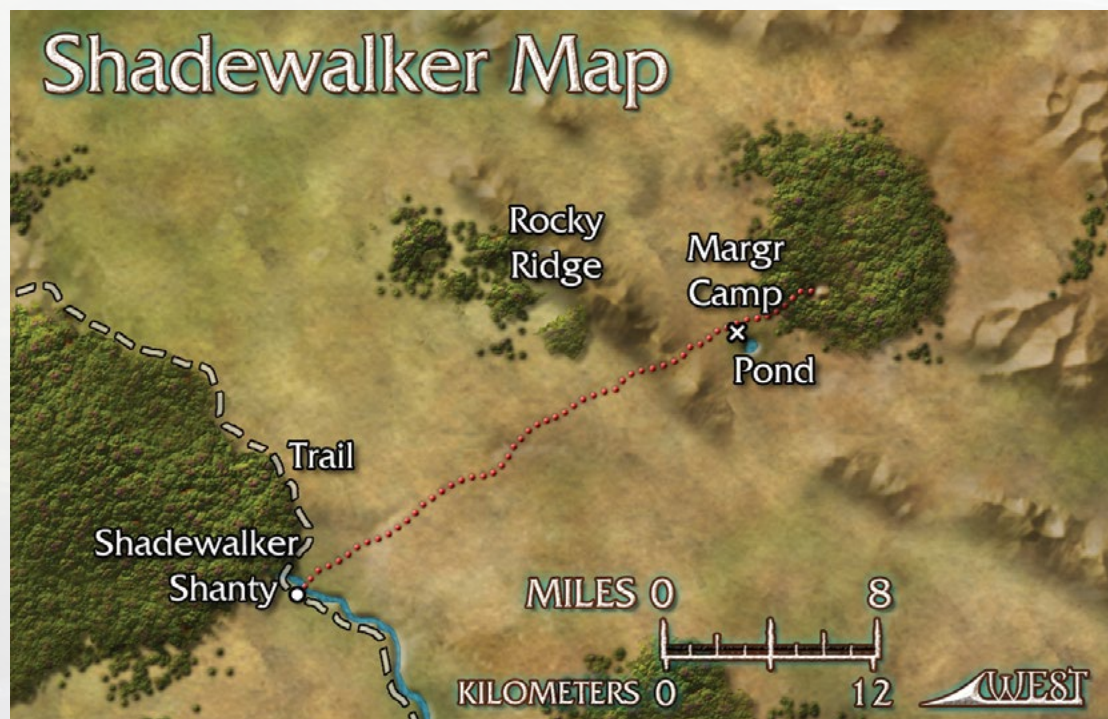 Shadewalker Map
Rocky
Ridge
Margr
Camp
Pond
Trail
Shadewalker
Shanty
MILES 0 8
KILOMETERS 0 12
WEST